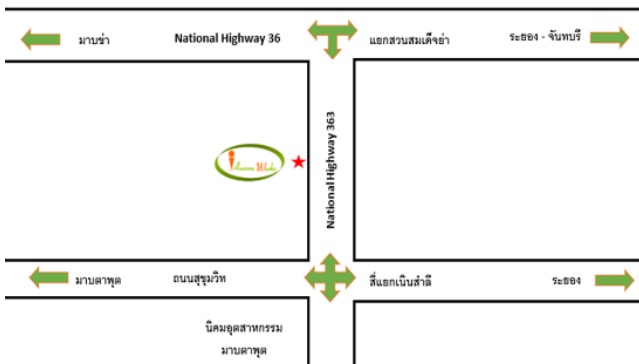 มาบข่า National Highway 36 แยกสวนสมเด็จย่า ระยอง - จันทบุรี
National Highway 363
มาบตาพุต ถนนสุขุมวิท สี่แยกเนินสำลี ระยอง
นิคมอุตสาหกรรม
มาบตาพุต